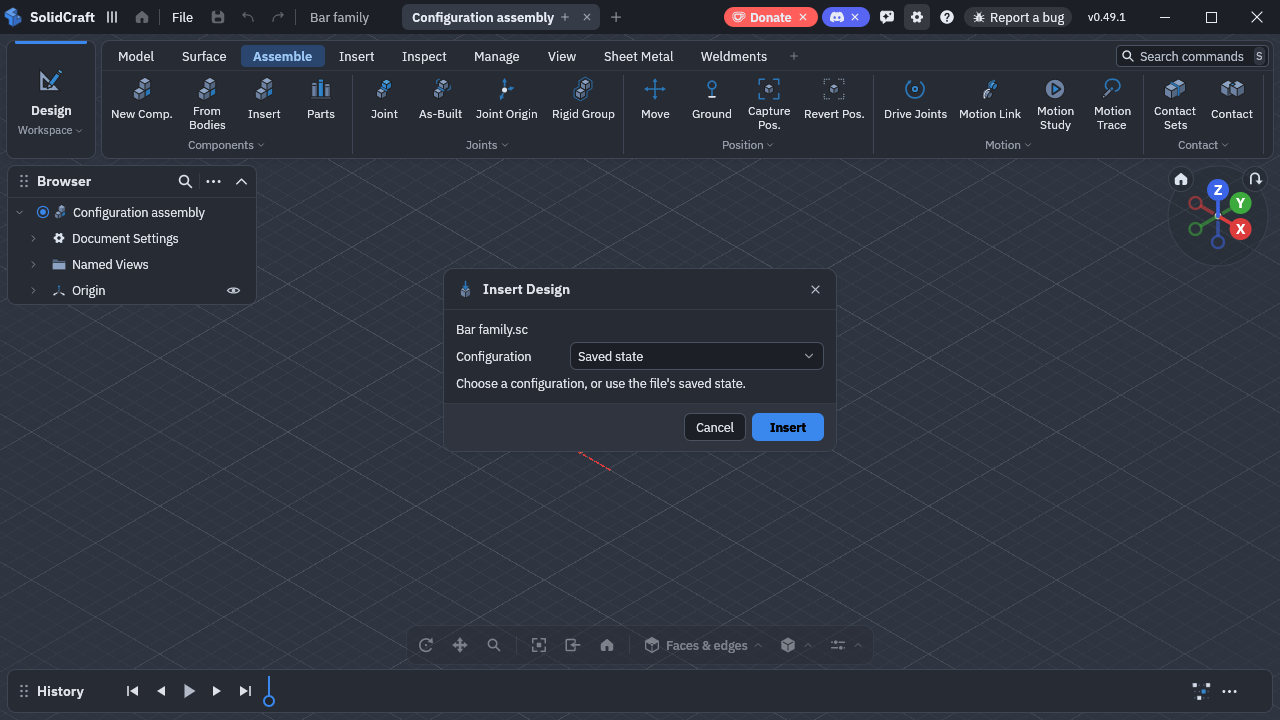 SolidCraft
File
Bar family
Configuration assembly
Donate
Report a bug
v0.49.1
Design
Workspace
Model
Surface
Assemble
Insert
Inspect
Manage
View
Sheet Metal
Weldments
Search commands
S
New Comp.
From Bodies
Insert
Parts
Components
Joint
As-Built
Joint Origin
Rigid Group
Joints
Move
Ground
Capture Pos.
Revert Pos.
Position
Drive Joints
Motion Link
Motion Study
Motion Trace
Motion
Contact Sets
Contact
Contact
Browser
Configuration assembly
Document Settings
Named Views
Origin
Z
Y
X
Insert Design
Bar family.sc
Configuration
Saved state
Choose a configuration, or use the file's saved state.
Cancel
Insert
Faces & edges
History